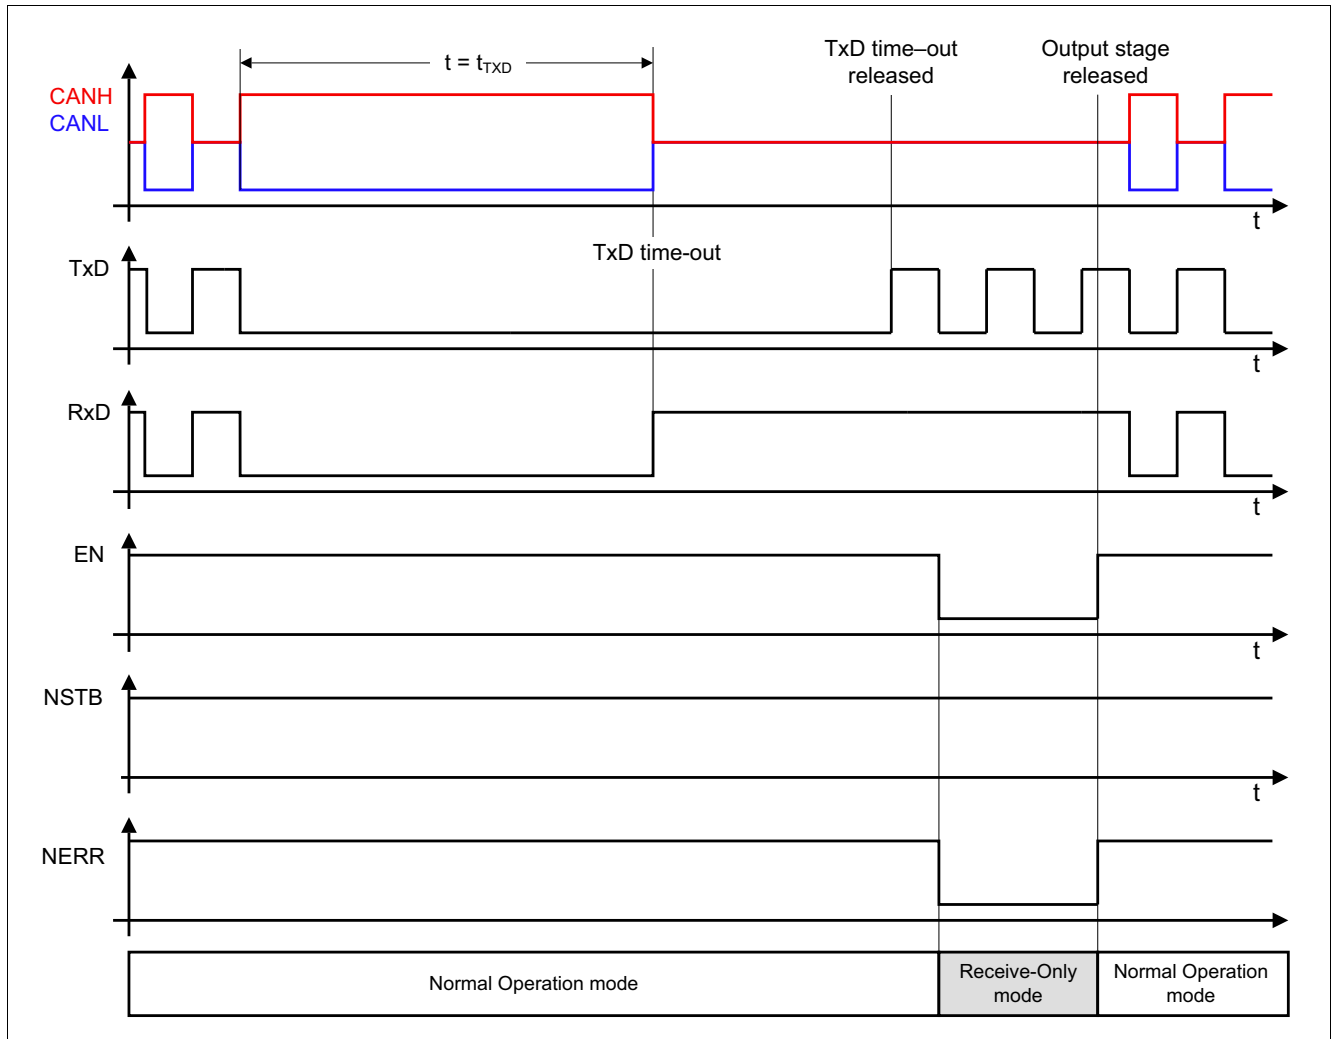 TxD time–out
released
Output stage
released
t = tTXD
CANH
CANL
t
TxD time-out
TxD
t
RxD
t
EN
t
NSTB
t
NERR
Normal Operation mode
Receive-Only
mode
Normal Operation
mode